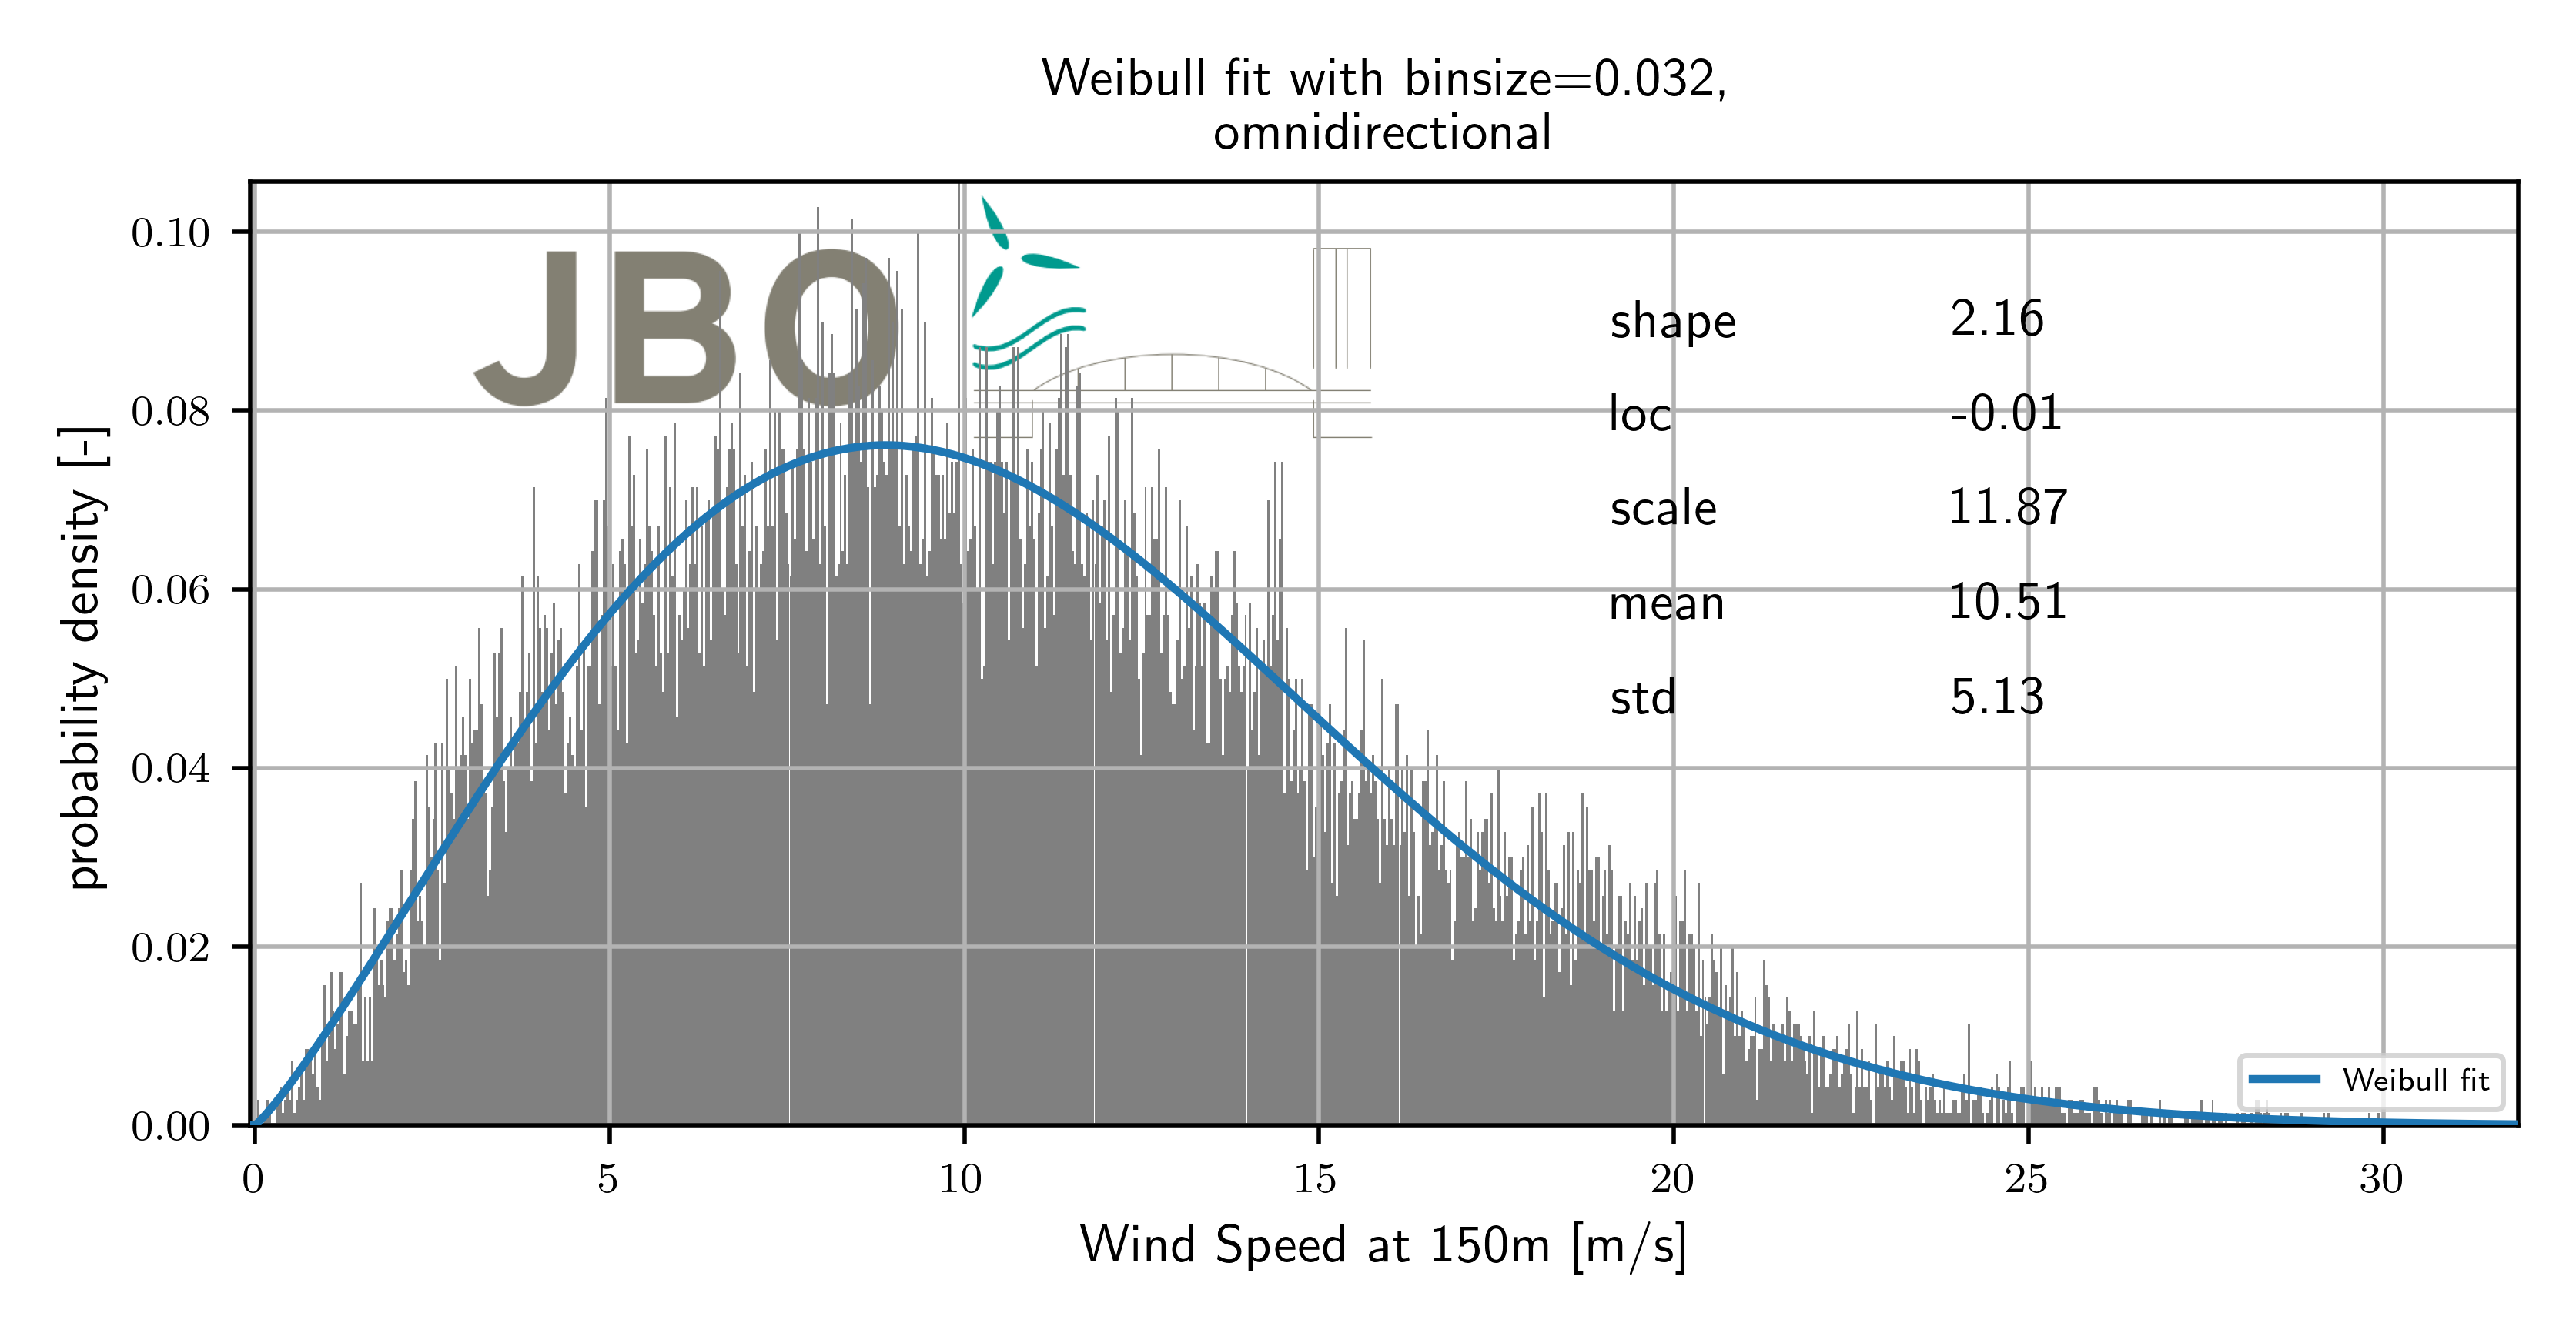 Weibull fit with binsize=0.032,
omnidirectional
JBO
shape 2.16
loc -0.01
scale 11.87
mean 10.51
std 5.13
probability density [-]
0.10
0.08
0.06
0.04
0.02
0.00
0 5 10 15 20 25 30
Weibull fit
Wind Speed at 150m [m/s]